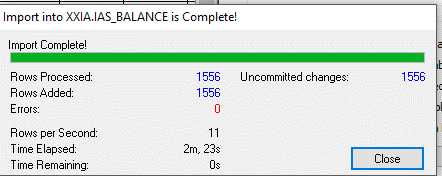 Import into XXIA.IAS_BALANCE is Complete!
Import Complete!
Rows Processed: 1556 Uncommitted changes: 1556
Rows Added: 1556
Errors: 0
Rows per Second: 11
Time Elapsed: 2m, 23s
Time Remaining: 0s
Close